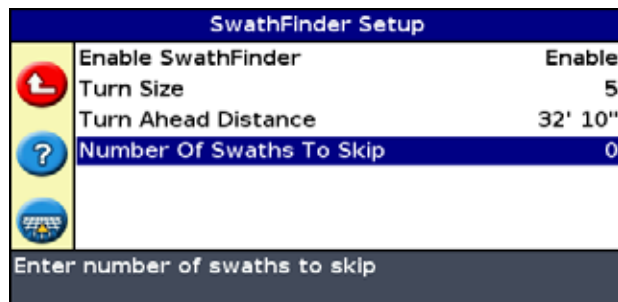 SwathFinder Setup
Enable SwathFinder Enable
Turn Size 5
Turn Ahead Distance 32' 10"
Number Of Swaths To Skip 0
?
Enter number of swaths to skip